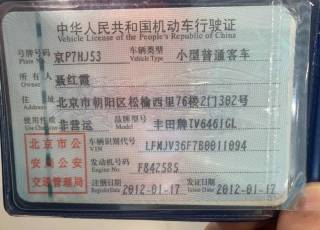 中华人民共和国机动车行驶证
Vehicle License of the People's Republic of China
号牌号码 京P7HJ53 车辆类型 小型普通客车
Plate No. Vehicle Type
所有人 聂红霞
Owner
住址 北京市朝阳区松榆西里76楼2门302号
使用性质 非营运 品牌型号 丰田牌TV6461GL
Use Character Model
北京市公
安局公安
交通管理局
车辆识别代号 LFMJV36F7B0011094
VIN
发动机号码 F842585
Engine No.
注册日期 2012-01-17 发证日期 2012-01-17
Register Date Issue Date